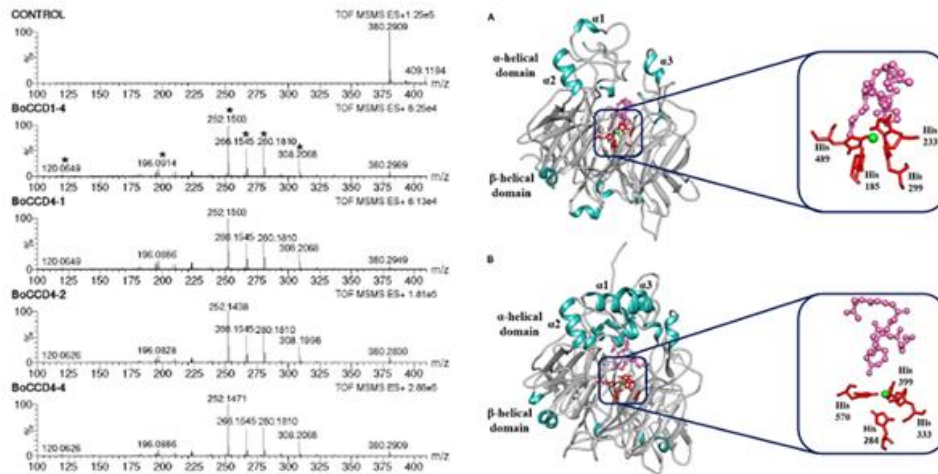 CONTROL
TOF MSMS ES+1.25e5
380.2909
409.1194
100
%
0
100 125 150 175 200 225 250 275 300 325 350 375 400 m/z
BoCCD1-4
TOF MSMS ES+ 6.25e4
*
252.1503
* *
266.1545 280.1810
*
308.2068
*
196.0914
*
120.0649
380.2969
100
%
0
100 125 150 175 200 225 250 275 300 325 350 375 400 m/z
BoCCD4-1
TOF MSMS ES+ 6.13e4
252.1503
266.1545 280.1810
308.2068
196.0886
120.0649
380.2949
100
%
0
100 125 150 175 200 225 250 275 300 325 350 375 400 m/z
BoCCD4-2
TOF MSMS ES+ 1.81e5
252.1438
266.1545 280.1810
308.1996
196.0828
120.0626
380.2830
100
%
0
100 125 150 175 200 225 250 275 300 325 350 375 400 m/z
BoCCD4-4
TOF MSMS ES+ 2.86e5
252.1471
266.1545 280.1810
308.2068
196.0886
120.0626
380.2909
100
%
0
100 125 150 175 200 225 250 275 300 325 350 375 400 m/z
A
α1
α-helical
domain
α2
α3
β-helical
domain
His
489
His
185
His
299
His
233
B
α1
α3
α-helical
domain
α2
β-helical
domain
His
399
His
570
His
284
His
333